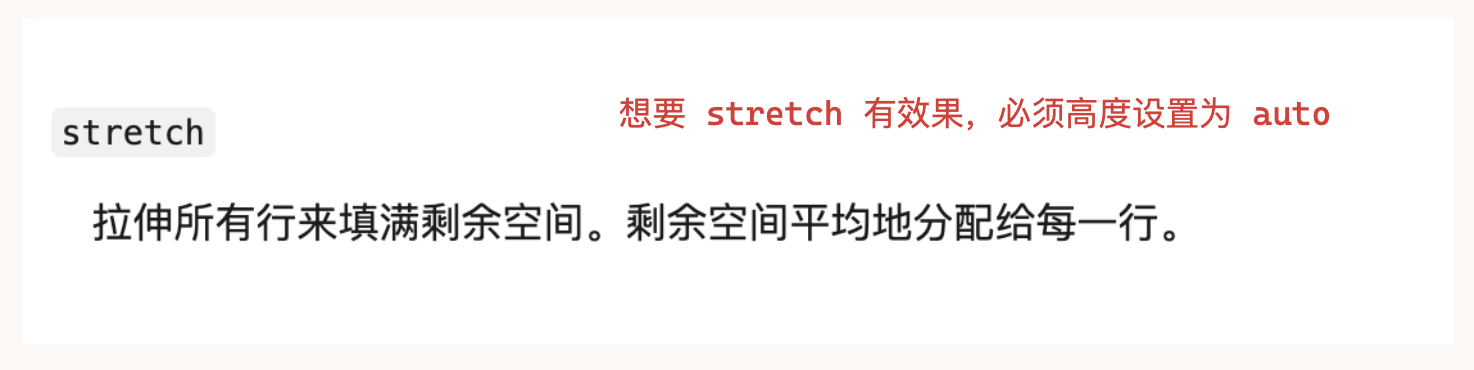 想要 stretch 有效果，必须高度设置为 auto
stretch
拉伸所有行来填满剩余空间。剩余空间平均地分配给每一行。